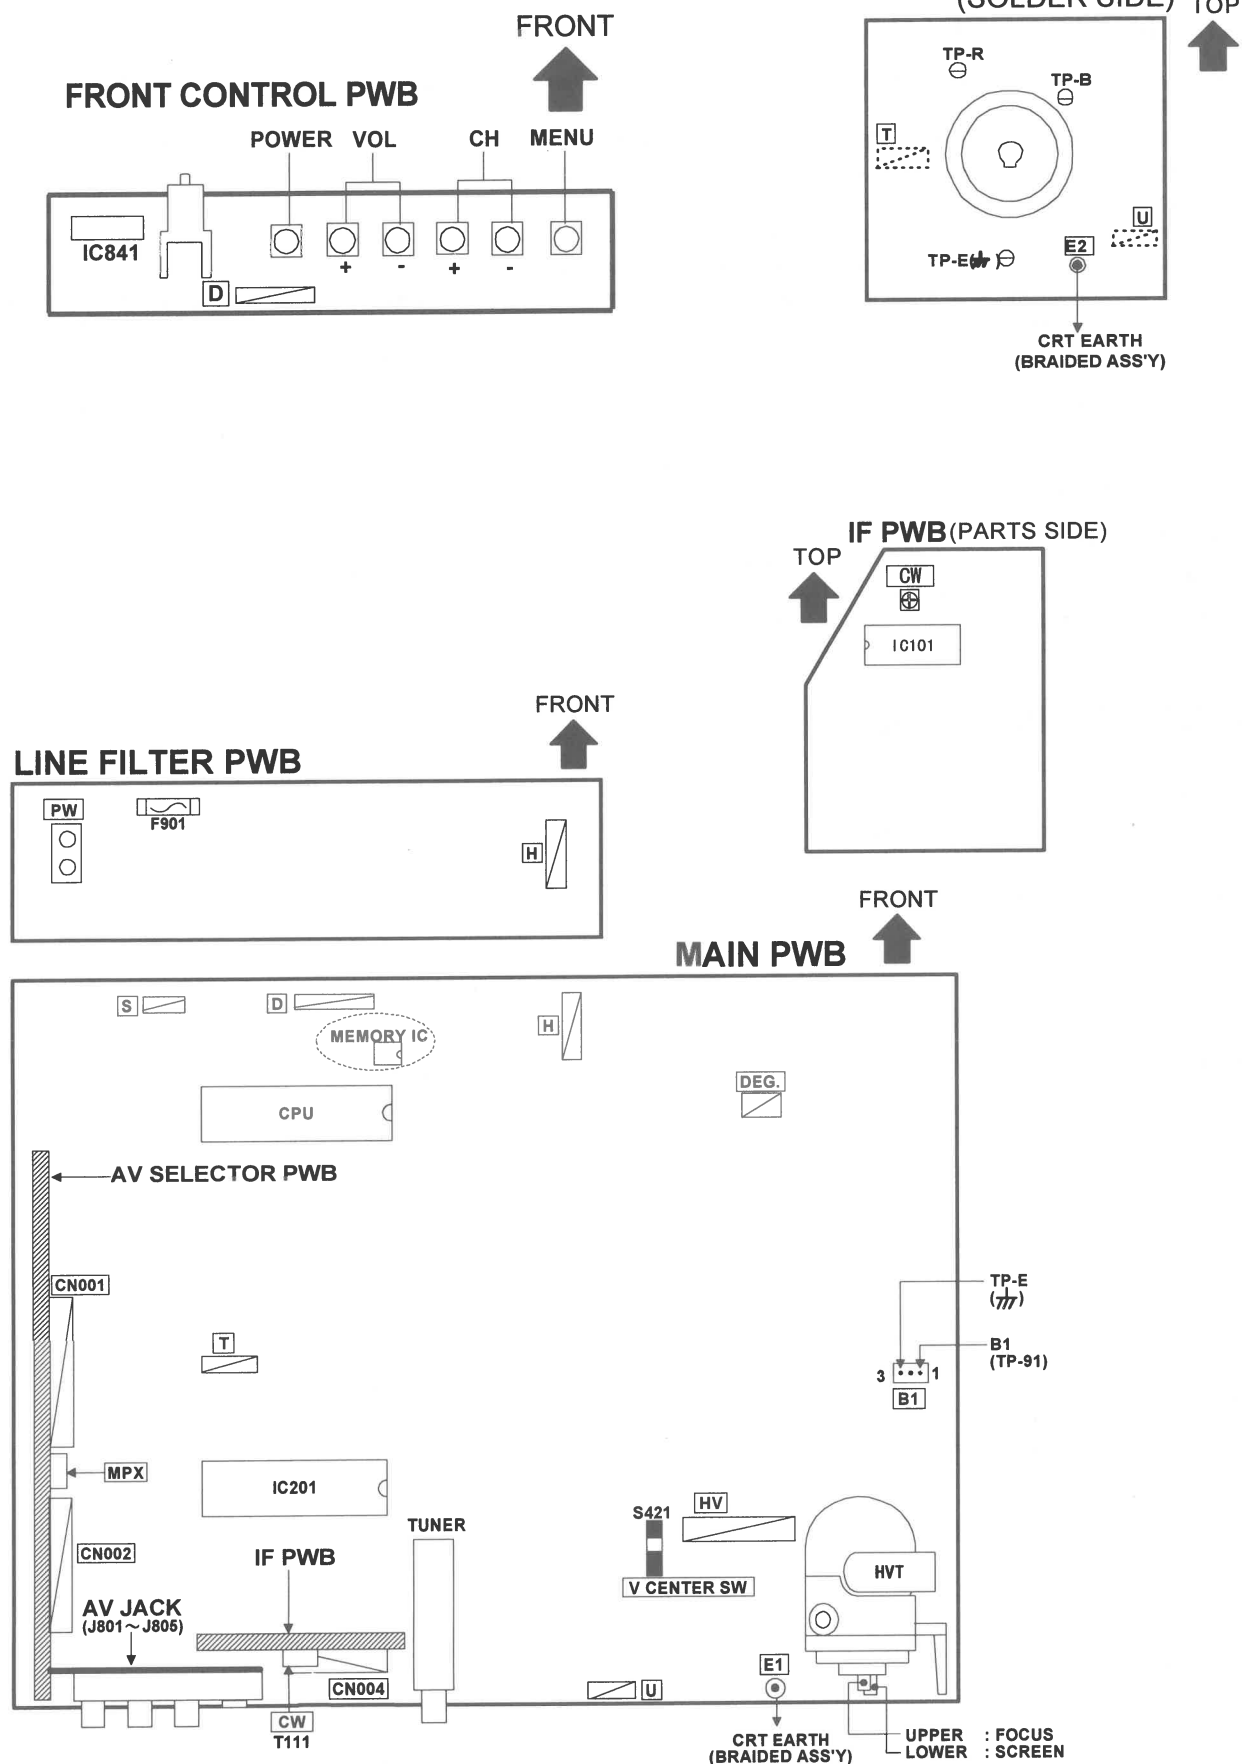 (SOLDER SIDE) TOP
FRONT
FRONT CONTROL PWB
POWER VOL CH MENU
IC841
+ - + -
D
TP-R
TP-B
T
U
E2
TP-E( )
CRT EARTH
(BRAIDED ASS'Y)
IF PWB (PARTS SIDE)
TOP
CW
IC101
FRONT
LINE FILTER PWB
PW
F901
H
FRONT
MAIN PWB
S
D
MEMORY IC
H
CPU
DEG.
AV SELECTOR PWB
CN001
TP-E
( )
T
B1
(TP-91)
3 1
B1
MPX
IC201
HV
S421
TUNER
CN002
IF PWB
HVT
V CENTER SW
AV JACK
(J801~J805)
E1
CN004
U
CW
T111
CRT EARTH
(BRAIDED ASS'Y)
UPPER : FOCUS
LOWER : SCREEN